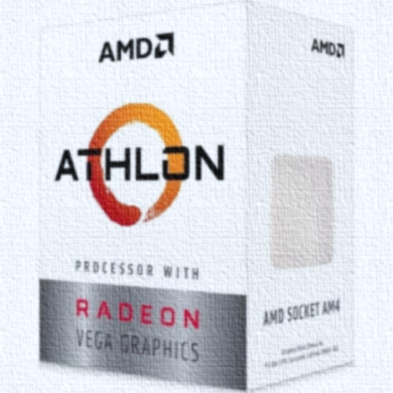 AMD
ATHLON
PROCESSOR WITH
RADEON
VEGA GRAPHICS
AMD
AMD SOCKET AM4